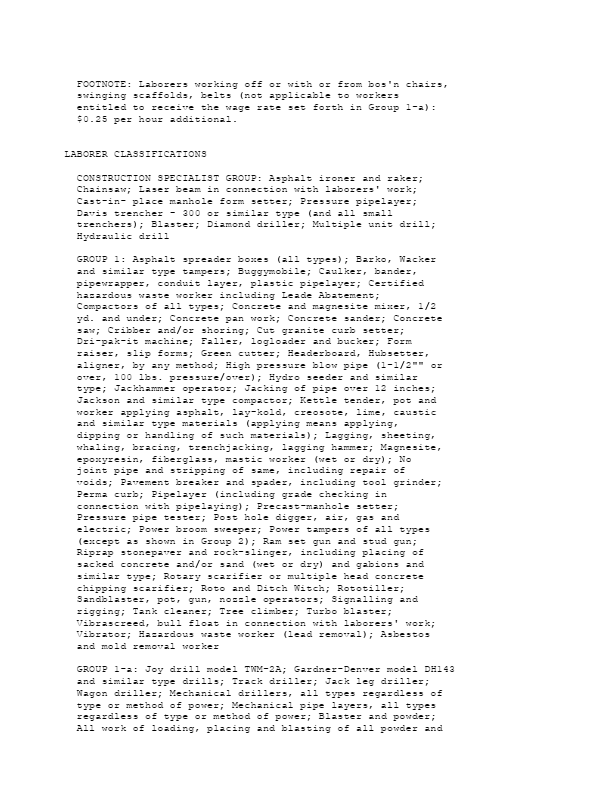 FOOTNOTE: Laborers working off or with or from bos'n chairs,
swinging scaffolds, belts (not applicable to workers
entitled to receive the wage rate set forth in Group 1-a):
$0.25 per hour additional.
LABORER CLASSIFICATIONS
CONSTRUCTION SPECIALIST GROUP: Asphalt ironer and raker;
Chainsaw; Laser beam in connection with laborers' work;
Cast-in- place manhole form setter; Pressure pipelayer;
Davis trencher - 300 or similar type (and all small
trenchers); Blaster; Diamond driller; Multiple unit drill;
Hydraulic drill
GROUP 1: Asphalt spreader boxes (all types); Barko, Wacker
and similar type tampers; Buggymobile; Caulker, bander,
pipewrapper, conduit layer, plastic pipelayer; Certified
hazardous waste worker including Leade Abatement;
Compactors of all types; Concrete and magnesite mixer, 1/2
yd. and under; Concrete pan work; Concrete sander; Concrete
saw; Cribber and/or shoring; Cut granite curb setter;
Dri-pak-it machine; Faller, logloader and bucker; Form
raiser, slip forms; Green cutter; Headerboard, Hubsetter,
aligner, by any method; High pressure blow pipe (1-1/2"" or
over, 100 lbs. pressure/over); Hydro seeder and similar
type; Jackhammer operator; Jacking of pipe over 12 inches;
Jackson and similar type compactor; Kettle tender, pot and
worker applying asphalt, lay-kold, creosote, lime, caustic
and similar type materials (applying means applying,
dipping or handling of such materials); Lagging, sheeting,
whaling, bracing, trenchjacking, lagging hammer; Magnesite,
epoxyresin, fiberglass, mastic worker (wet or dry); No
joint pipe and stripping of same, including repair of
voids; Pavement breaker and spader, including tool grinder;
Perma curb; Pipelayer (including grade checking in
connection with pipelaying); Precast-manhole setter;
Pressure pipe tester; Post hole digger, air, gas and
electric; Power broom sweeper; Power tampers of all types
(except as shown in Group 2); Ram set gun and stud gun;
Riprap stonepaver and rock-slinger, including placing of
sacked concrete and/or sand (wet or dry) and gabions and
similar type; Rotary scarifier or multiple head concrete
chipping scarifier; Roto and Ditch Witch; Rototiller;
Sandblaster, pot, gun, nozzle operators; Signalling and
rigging; Tank cleaner; Tree climber; Turbo blaster;
Vibrascreed, bull float in connection with laborers' work;
Vibrator; Hazardous waste worker (lead removal); Asbestos
and mold removal worker
GROUP 1-a: Joy drill model TWM-2A; Gardner-Denver model DH143
and similar type drills; Track driller; Jack leg driller;
Wagon driller; Mechanical drillers, all types regardless of
type or method of power; Mechanical pipe layers, all types
regardless of type or method of power; Blaster and powder;
All work of loading, placing and blasting of all powder and